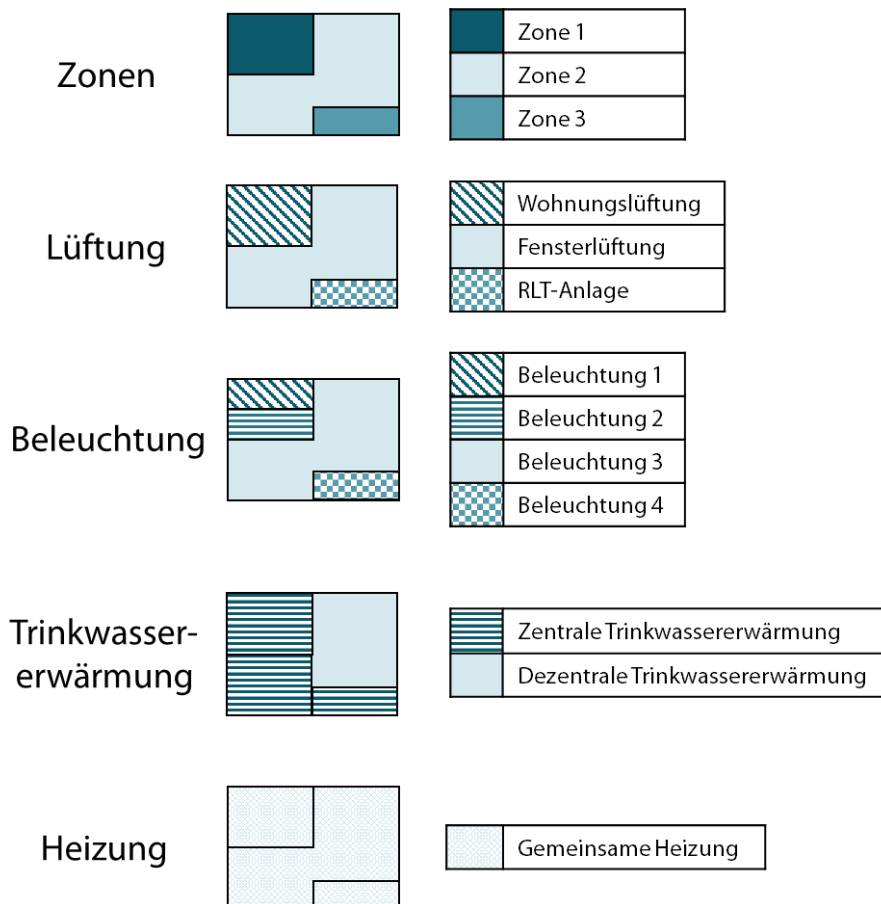 Zonen
Zone 1
Zone 2
Zone 3
Lüftung
Wohnungslüftung
Fensterlüftung
RLT-Anlage
Beleuchtung
Beleuchtung 1
Beleuchtung 2
Beleuchtung 3
Beleuchtung 4
Trinkwasser-
erwärmung
Zentrale Trinkwassererwärmung
Dezentrale Trinkwassererwärmung
Heizung
Gemeinsame Heizung